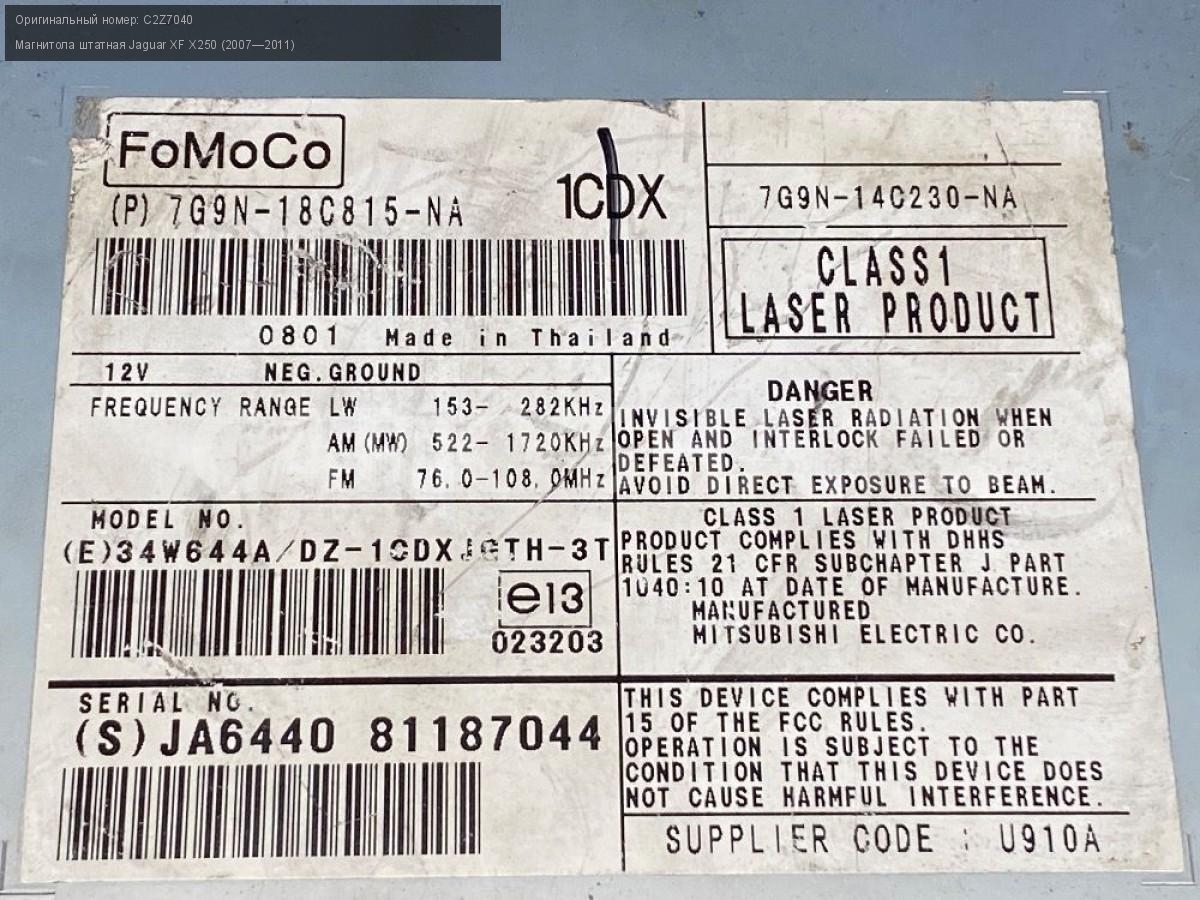 Оригинальный номер: C2Z7040
Магнитола штатная Jaguar XF X250 (2007—2011)
FoMoCo
(P) 7G9N-18C815-NA
1CDX
0801 Made in Thailand
7G9N-14C230-NA
CLASS1
LASER PRODUCT
12V NEG.GROUND
FREQUENCY RANGE LW 153- 282KHz
AM (MW) 522- 1720KHz
FM 76.0-108.0MHz
DANGER
INVISIBLE LASER RADIATION WHEN
OPEN AND INTERLOCK FAILED OR
DEFEATED.
AVOID DIRECT EXPOSURE TO BEAM.
MODEL NO.
(E)34W644A/DZ-1CDXJGTH-3T
e13
023203
CLASS 1 LASER PRODUCT
PRODUCT COMPLIES WITH DHHS
RULES 21 CFR SUBCHAPTER J PART
1040:10 AT DATE OF MANUFACTURE.
MANUFACTURED
MITSUBISHI ELECTRIC CO.
SERIAL NO.
(S)JA6440 81187044
THIS DEVICE COMPLIES WITH PART
15 OF THE FCC RULES.
OPERATION IS SUBJECT TO THE
CONDITION THAT THIS DEVICE DOES
NOT CAUSE HARMFUL INTERFERENCE.
SUPPLIER CODE : U910A